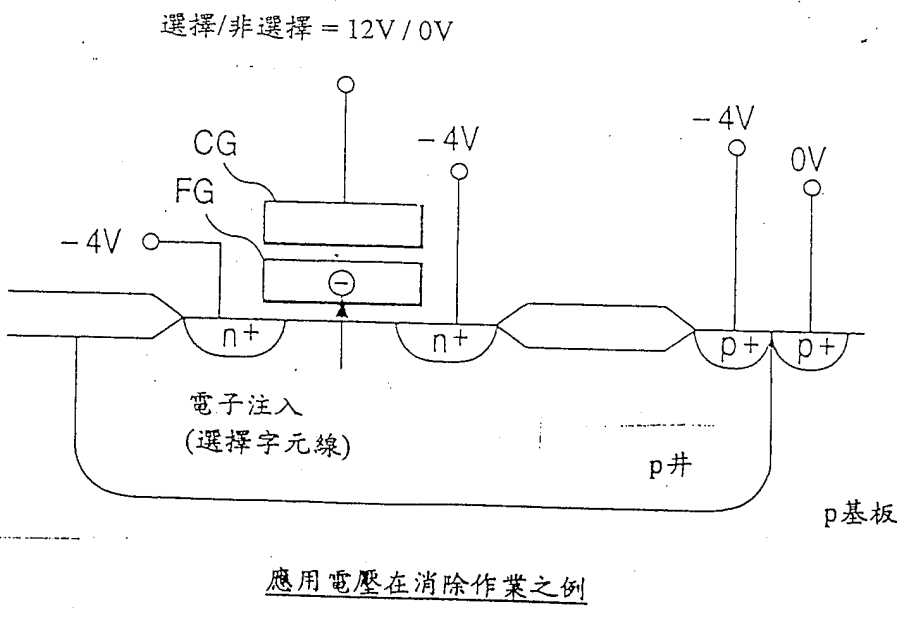 選擇/非選擇 = 12V / 0V
CG
FG
－4V
－4V
－4V
0V
⊖
n+
n+
p+
p+
電子注入
(選擇字元線)
p井
p基板
應用電壓在消除作業之例